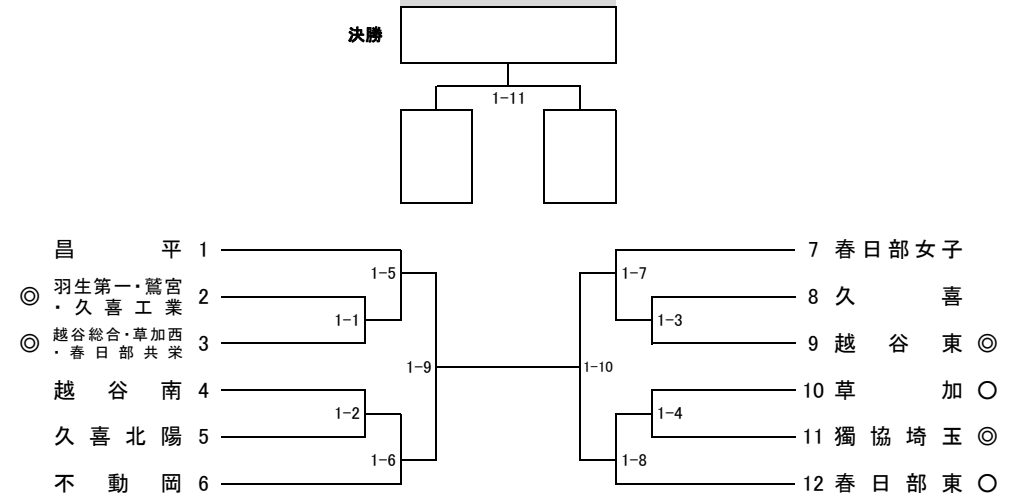 決勝
1-11
昌平 1
1-5
◎ 羽生第一・鷲宮
・久喜工業 2
1-1
◎ 越谷総合・草加西
・春日部共栄 3
1-9
越谷南 4
1-2
久喜北陽 5
1-6
不動岡 6
7 春日部女子
1-7
8 久喜
1-3
9 越谷東 ◎
1-10
10 草加 ○
1-4
11 獨協埼玉 ◎
1-8
12 春日部東 ○